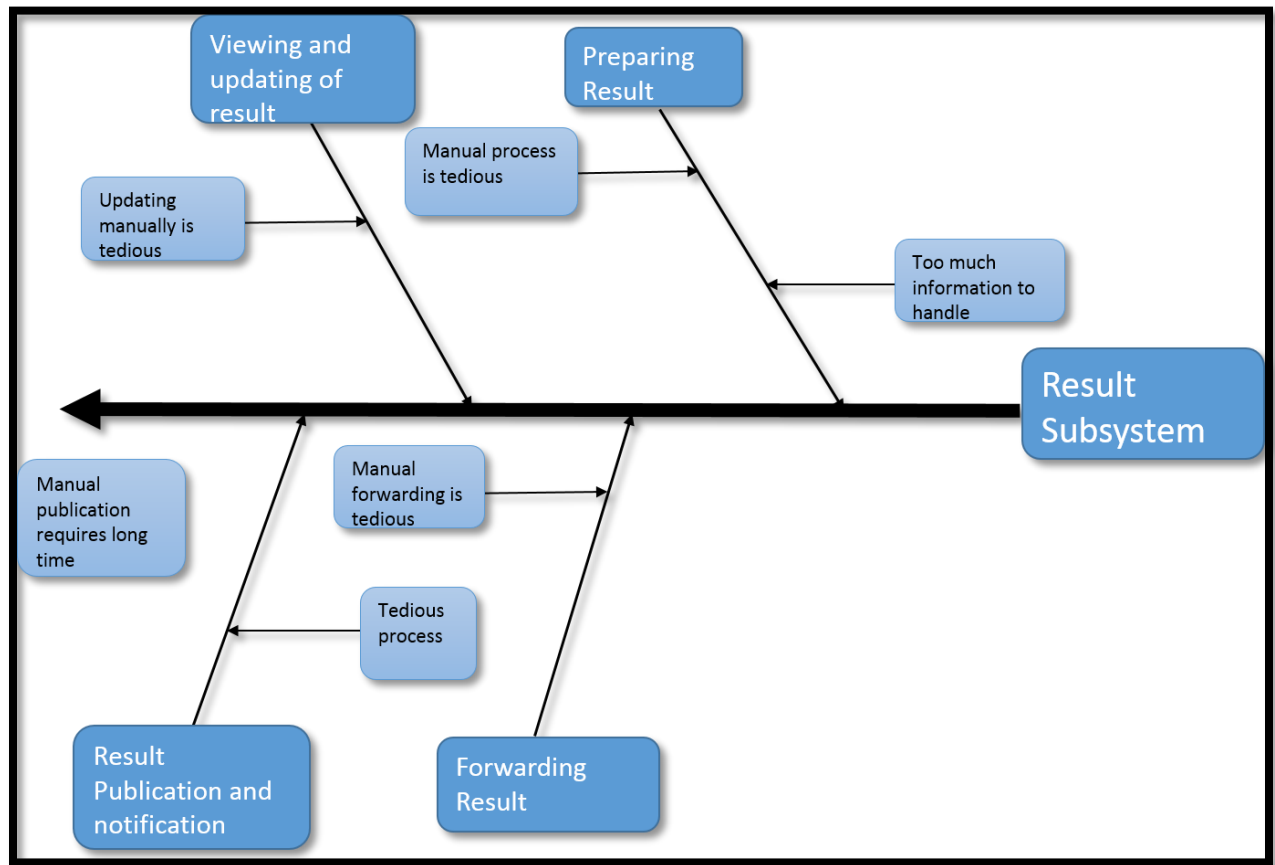 Viewing and
updating of
result
Preparing
Result
Manual process
is tedious
Updating
manually is
tedious
Too much
information to
handle
Result
Subsystem
Manual
publication
requires long
time
Manual
forwarding is
tedious
Tedious
process
Result
Publication and
notification
Forwarding
Result